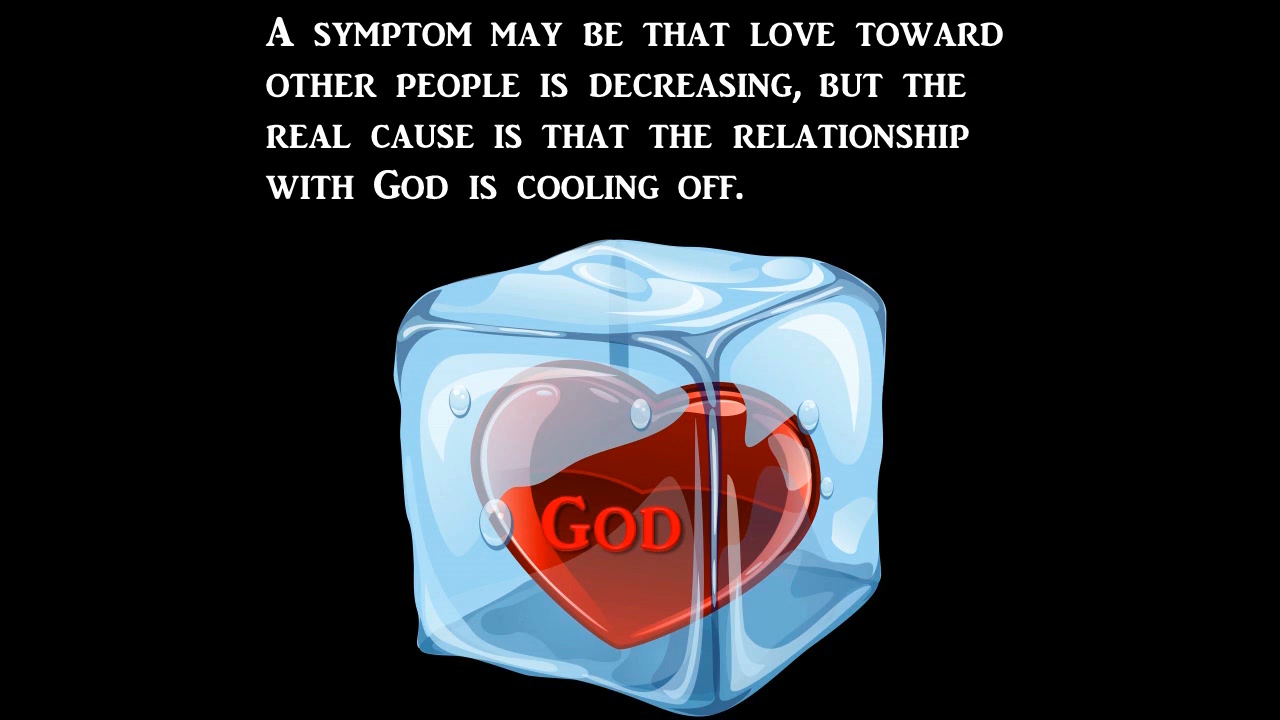 A symptom may be that love toward
other people is decreasing, but the
real cause is that the relationship
with God is cooling off.
God